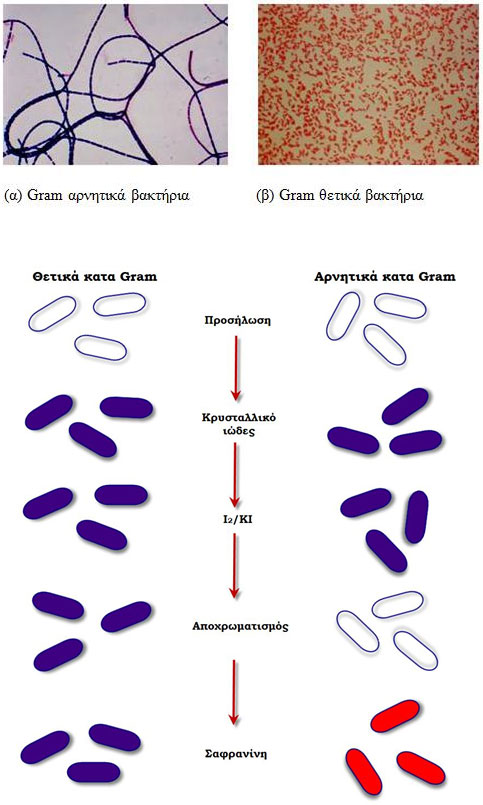 (α) Gram αρνητικά βακτήρια
(β) Gram θετικά βακτήρια
Θετικά κατα Gram
Αρνητικά κατα Gram
Προσήλωση
Κρυσταλλικό
ιώδες
I₂/KI
Αποχρωματισμός
Σαφρανίνη